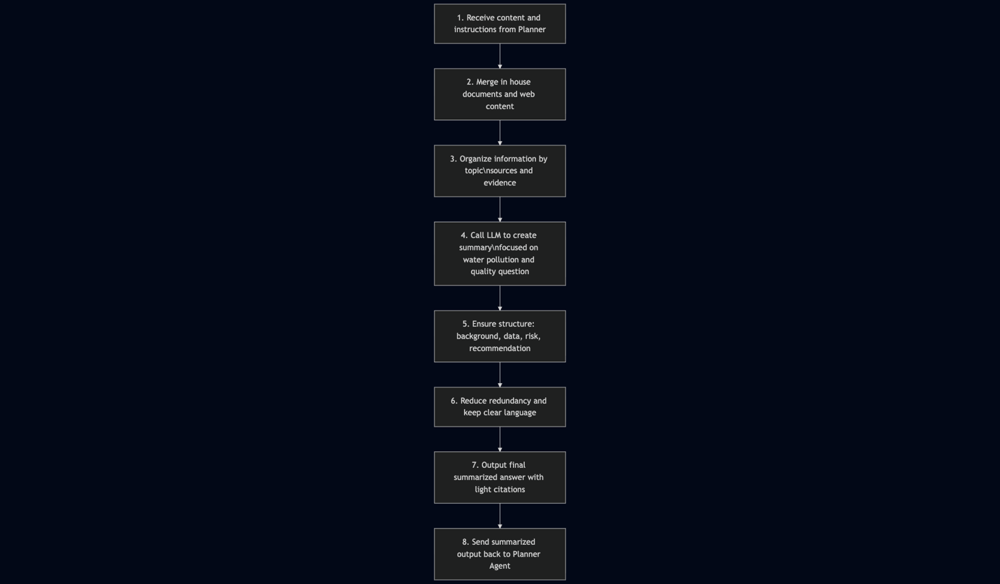 1. Receive content and
instructions from Planner
2. Merge in house
documents and web
content
3. Organize information by
topic\nsources and
evidence
4. Call LLM to create
summary\nfocused on
water pollution and
quality question
5. Ensure structure:
background, data, risk,
recommendation
6. Reduce redundancy and
keep clear language
7. Output final
summarized answer with
light citations
8. Send summarized
output back to Planner
Agent